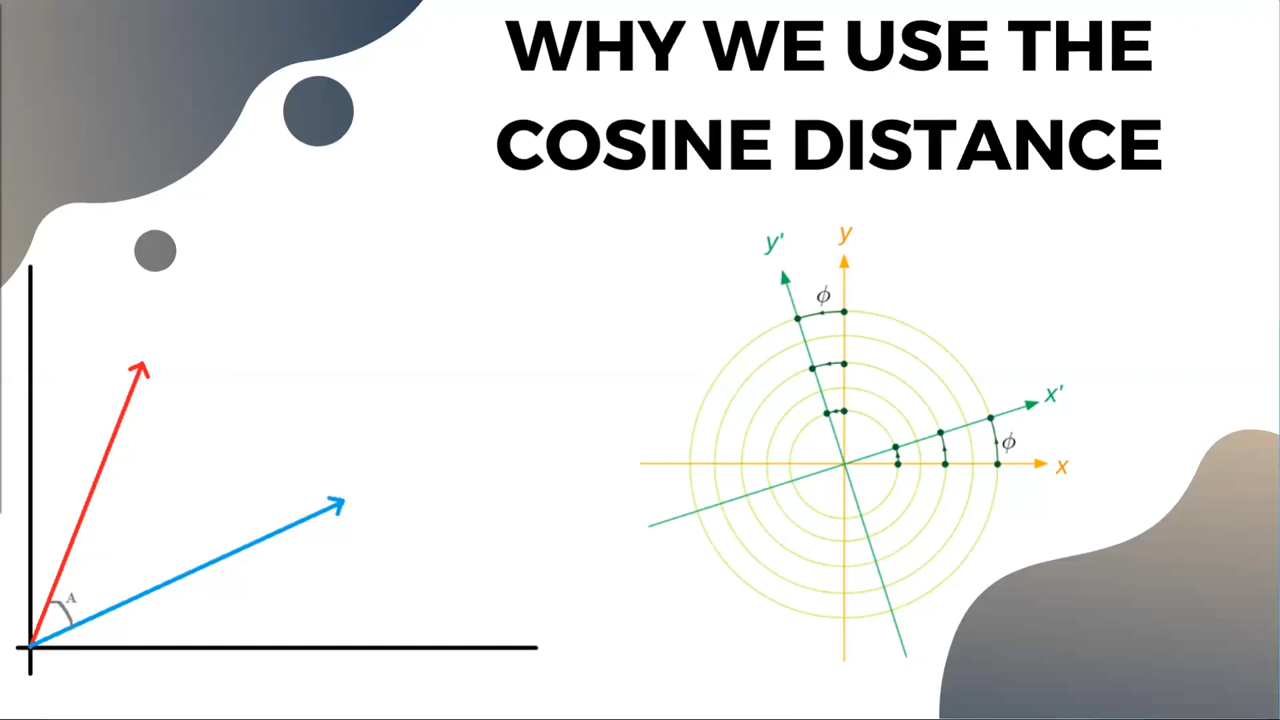 WHY WE USE THE
COSINE DISTANCE
y'
y
ϕ
x'
ϕ
x
A